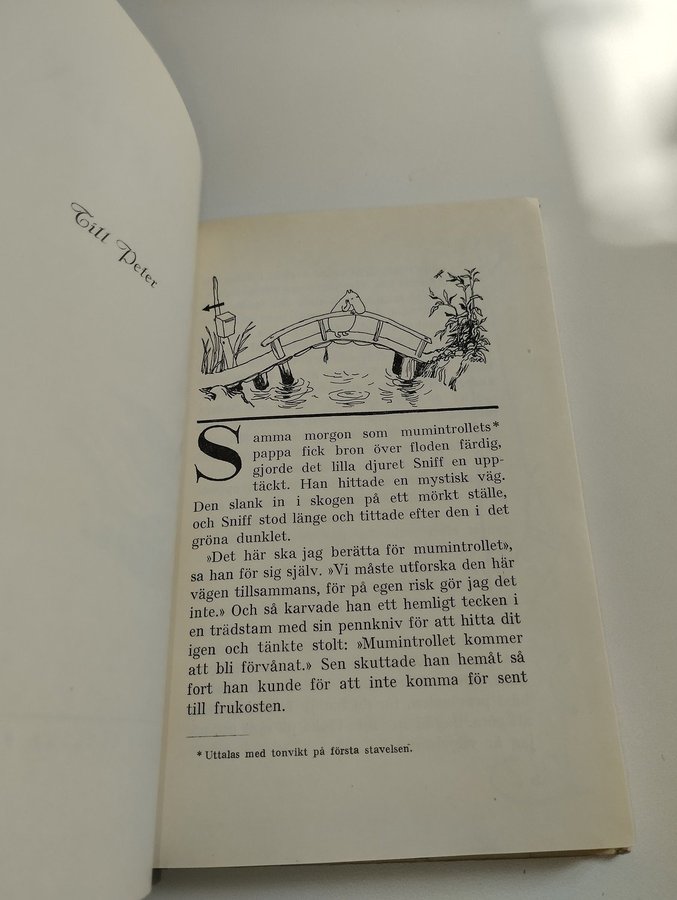 Till Peter
Samma morgon som mumintrollets*
pappa fick bron över floden färdig,
gjorde det lilla djuret Sniff en upp-
täckt. Han hittade en mystisk väg.
Den slank in i skogen på ett mörkt ställe,
och Sniff stod länge och tittade efter den i det
gröna dunklet.
»Det här ska jag berätta för mumintrollet»,
sa han för sig själv. »Vi måste utforska den här
vägen tillsammans, för på egen risk gör jag det
inte.» Och så karvade han ett hemligt tecken i
en trädstam med sin pennkniv för att hitta dit
igen och tänkte stolt: »Mumintrollet kommer
att bli förvånat.» Sen skuttade han hemåt så
fort han kunde för att inte komma för sent
till frukosten.
* Uttalas med tonvikt på första stavelsen.